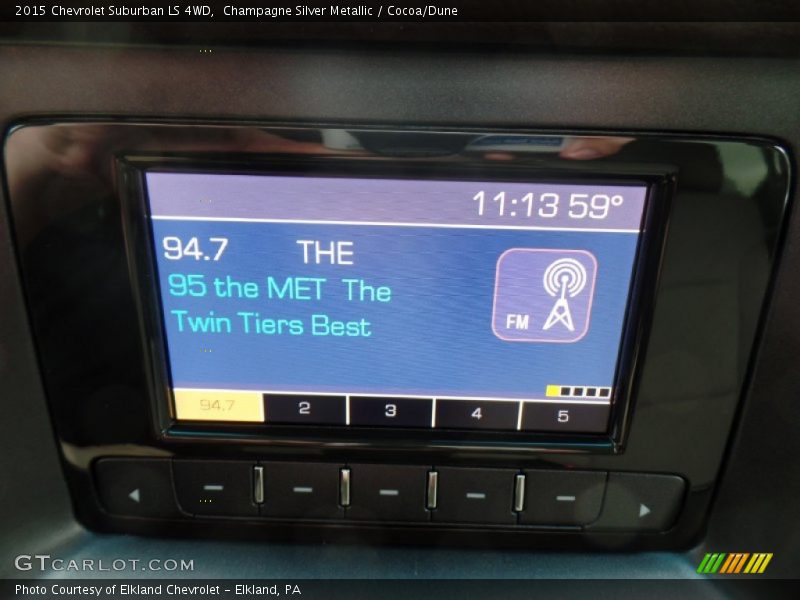 2015 Chevrolet Suburban LS 4WD,  Champagne Silver Metallic / Cocoa/Dune
11:13 59°
94.7 THE
95 the MET The
Twin Tiers Best
FM
94.7 2 3 4 5
GTCARLOT.COM
Photo Courtesy of Elkland Chevrolet - Elkland, PA